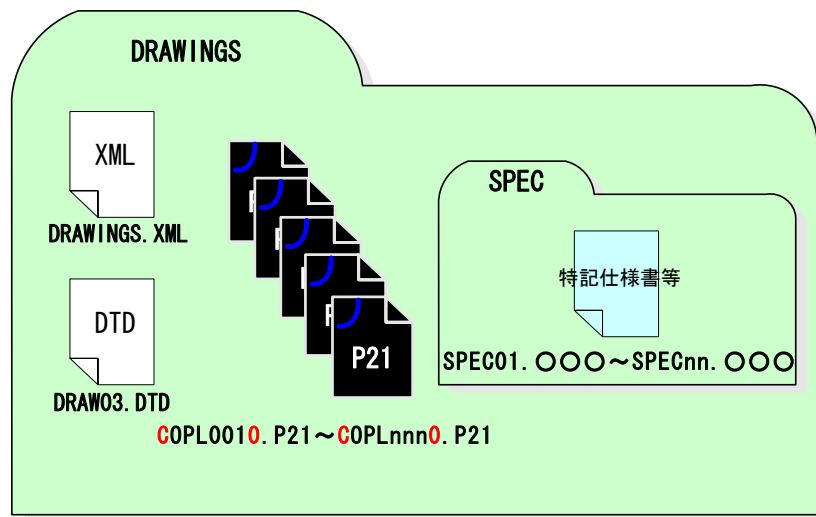 DRAWINGS
XML
DRAWINGS.XML
DTD
DRAW03.DTD
P21
C0PL0010.P21～C0PLnnn0.P21
SPEC
特記仕様書等
SPEC01.○○○～SPECnn.○○○